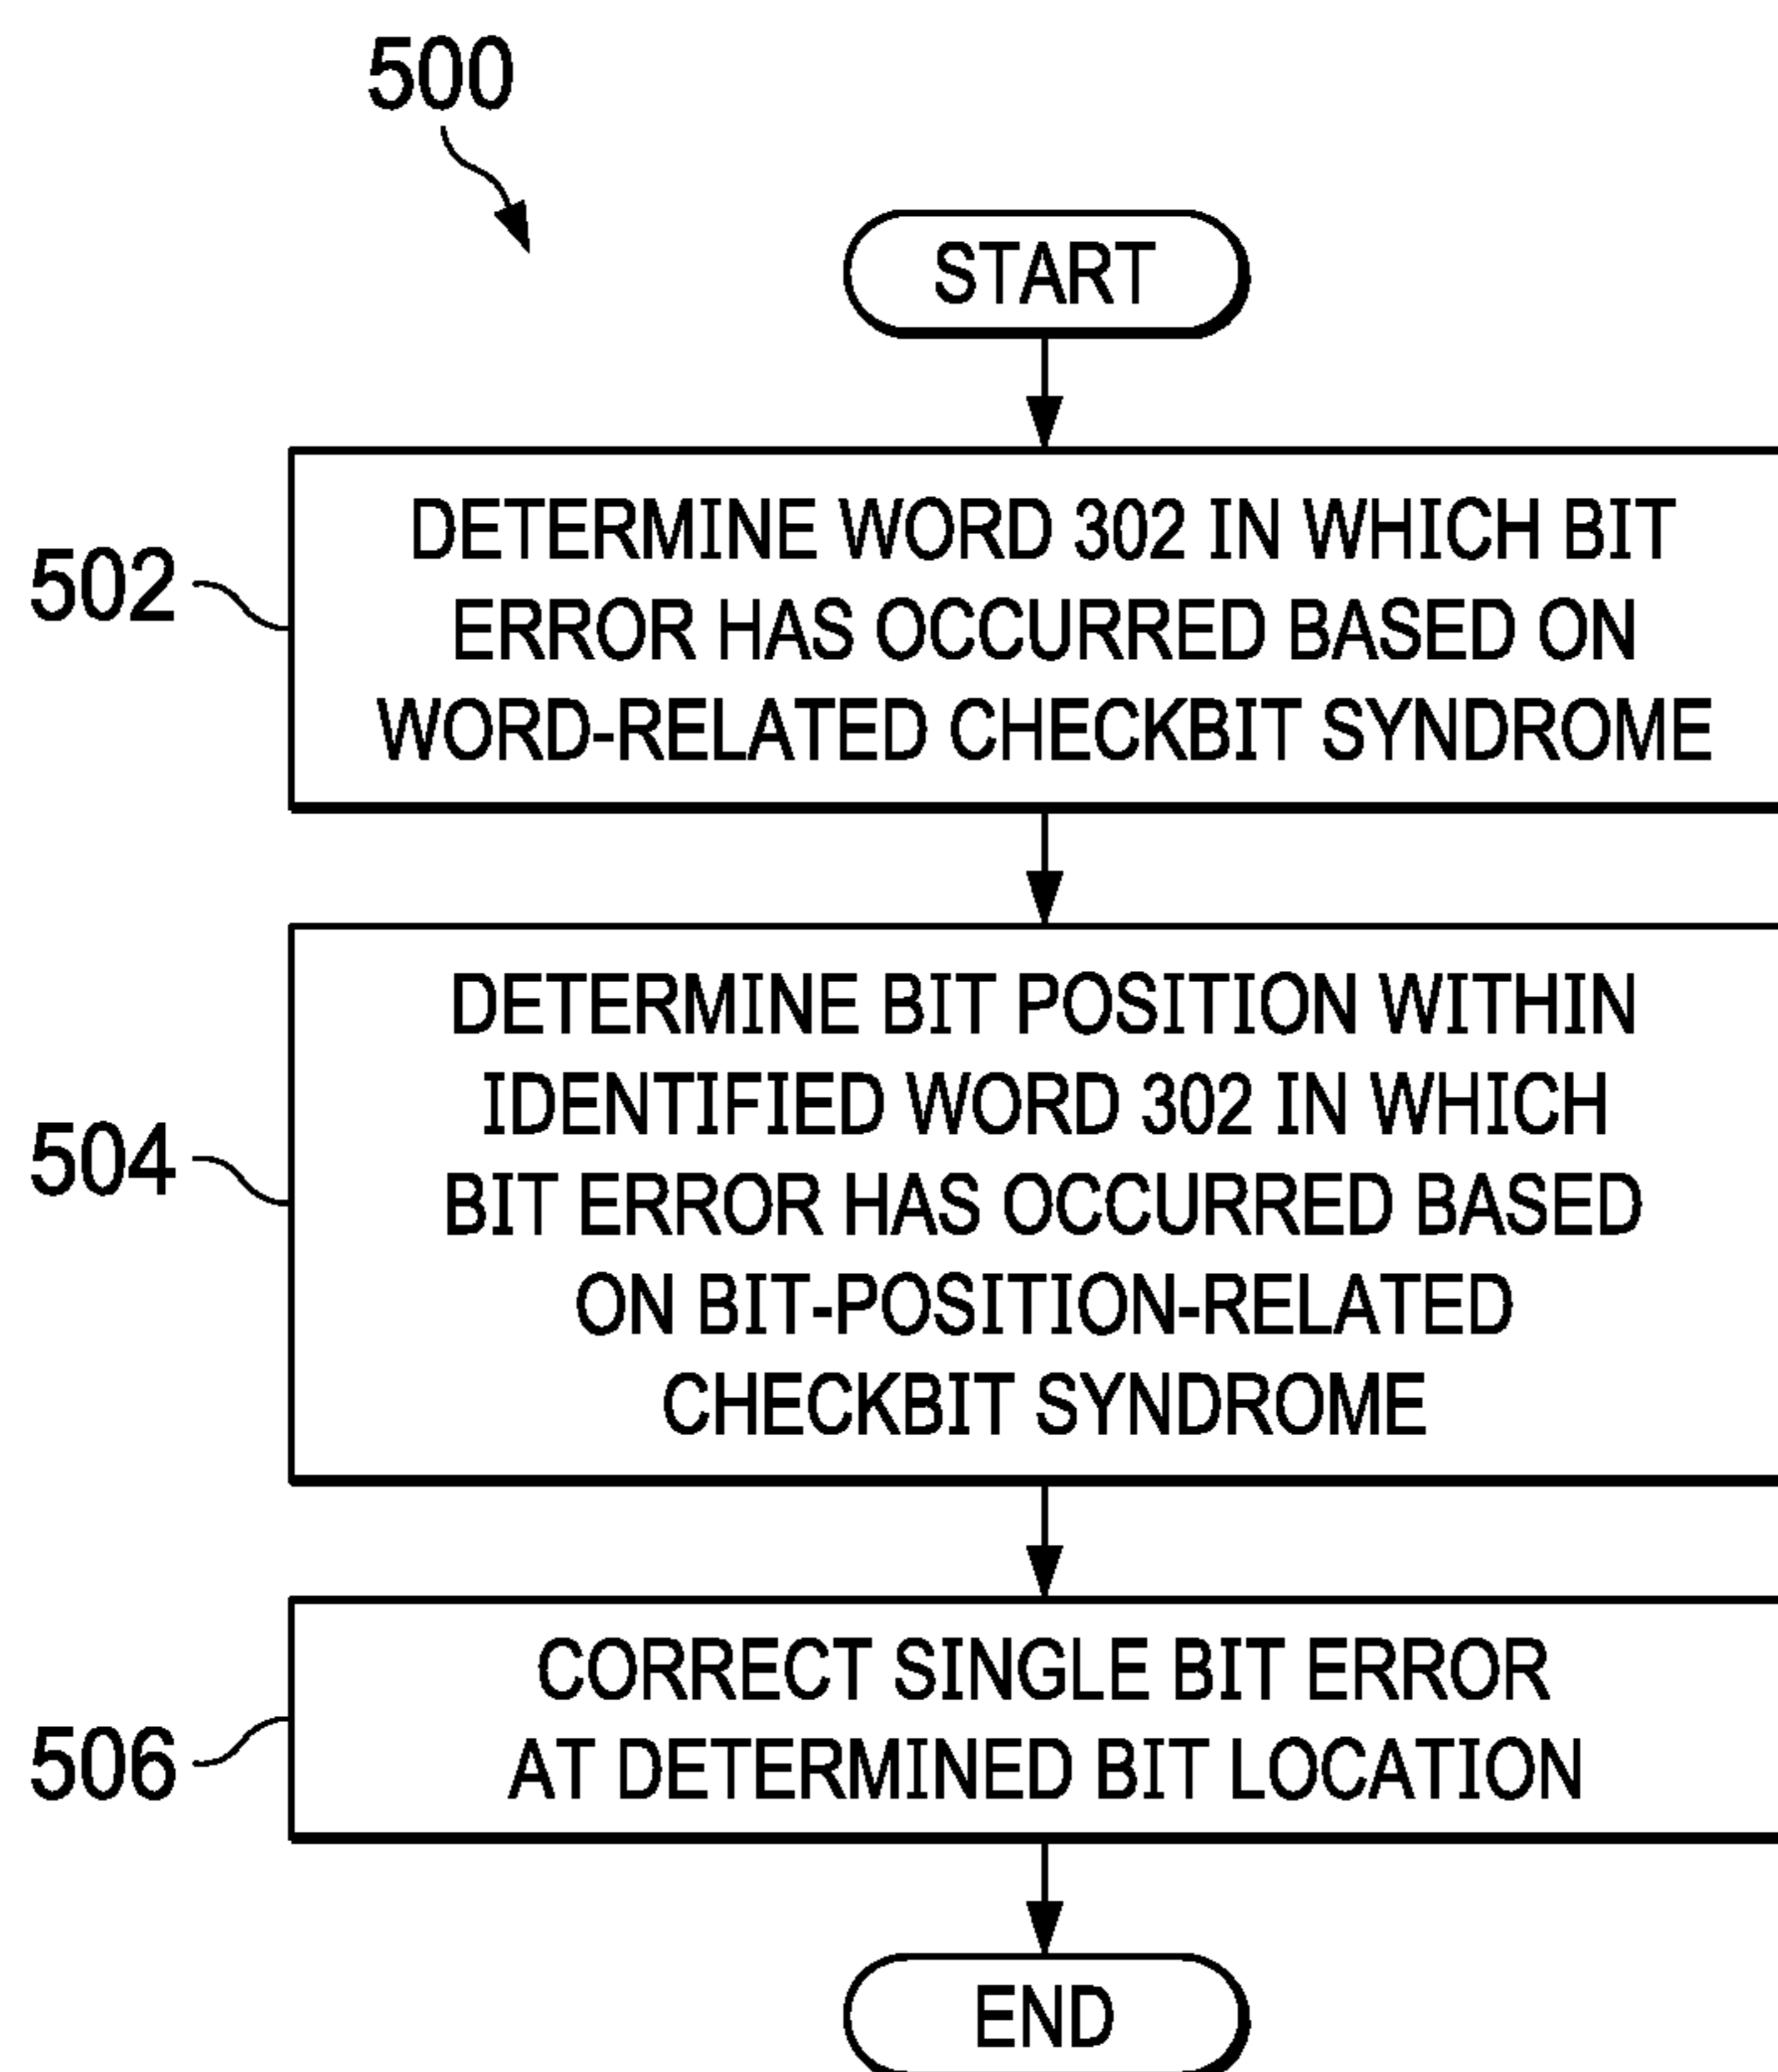 500
START
502
DETERMINE WORD 302 IN WHICH BIT
ERROR HAS OCCURRED BASED ON
WORD-RELATED CHECKBIT SYNDROME
504
DETERMINE BIT POSITION WITHIN
IDENTIFIED WORD 302 IN WHICH
BIT ERROR HAS OCCURRED BASED
ON BIT-POSITION-RELATED
CHECKBIT SYNDROME
506
CORRECT SINGLE BIT ERROR
AT DETERMINED BIT LOCATION
END